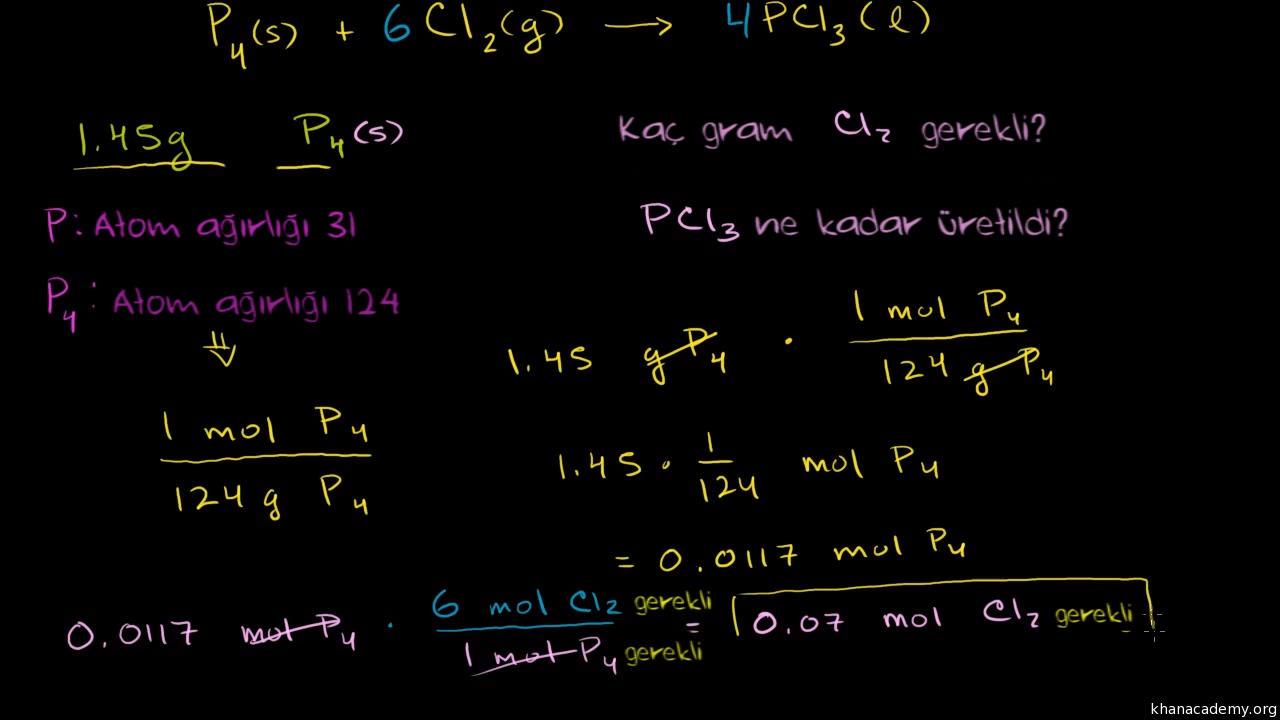 P₄(s) + 6Cl₂(g) → 4PCl₃(l)
1.45g P₄(s)
Kaç gram Cl₂ gerekli?
P: Atom ağırlığı 31
PCl₃ ne kadar üretildi?
P₄: Atom ağırlığı 124
⇓
1.45 g P₄ · 1 mol P₄ / 124 g P₄
1 mol P₄ / 124 g P₄
1.45 · 1/124 mol P₄
= 0.0117 mol P₄
0.0117 mol P₄ · 6 mol Cl₂ gerekli / 1 mol P₄ gerekli = 0.07 mol Cl₂ gerekli
khanacademy.org